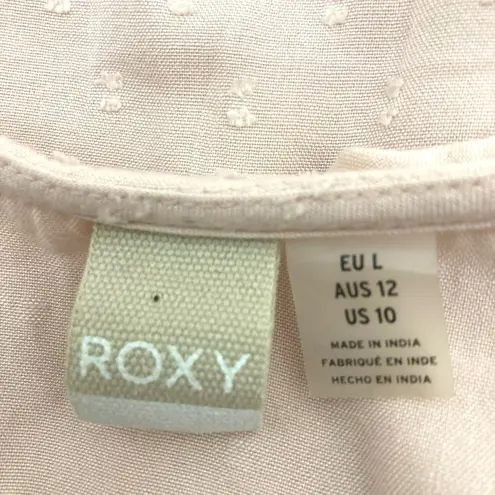 ROXY
EU L
AUS 12
US 10
MADE IN INDIA
FABRIQUÉ EN INDE
HECHO EN INDIA